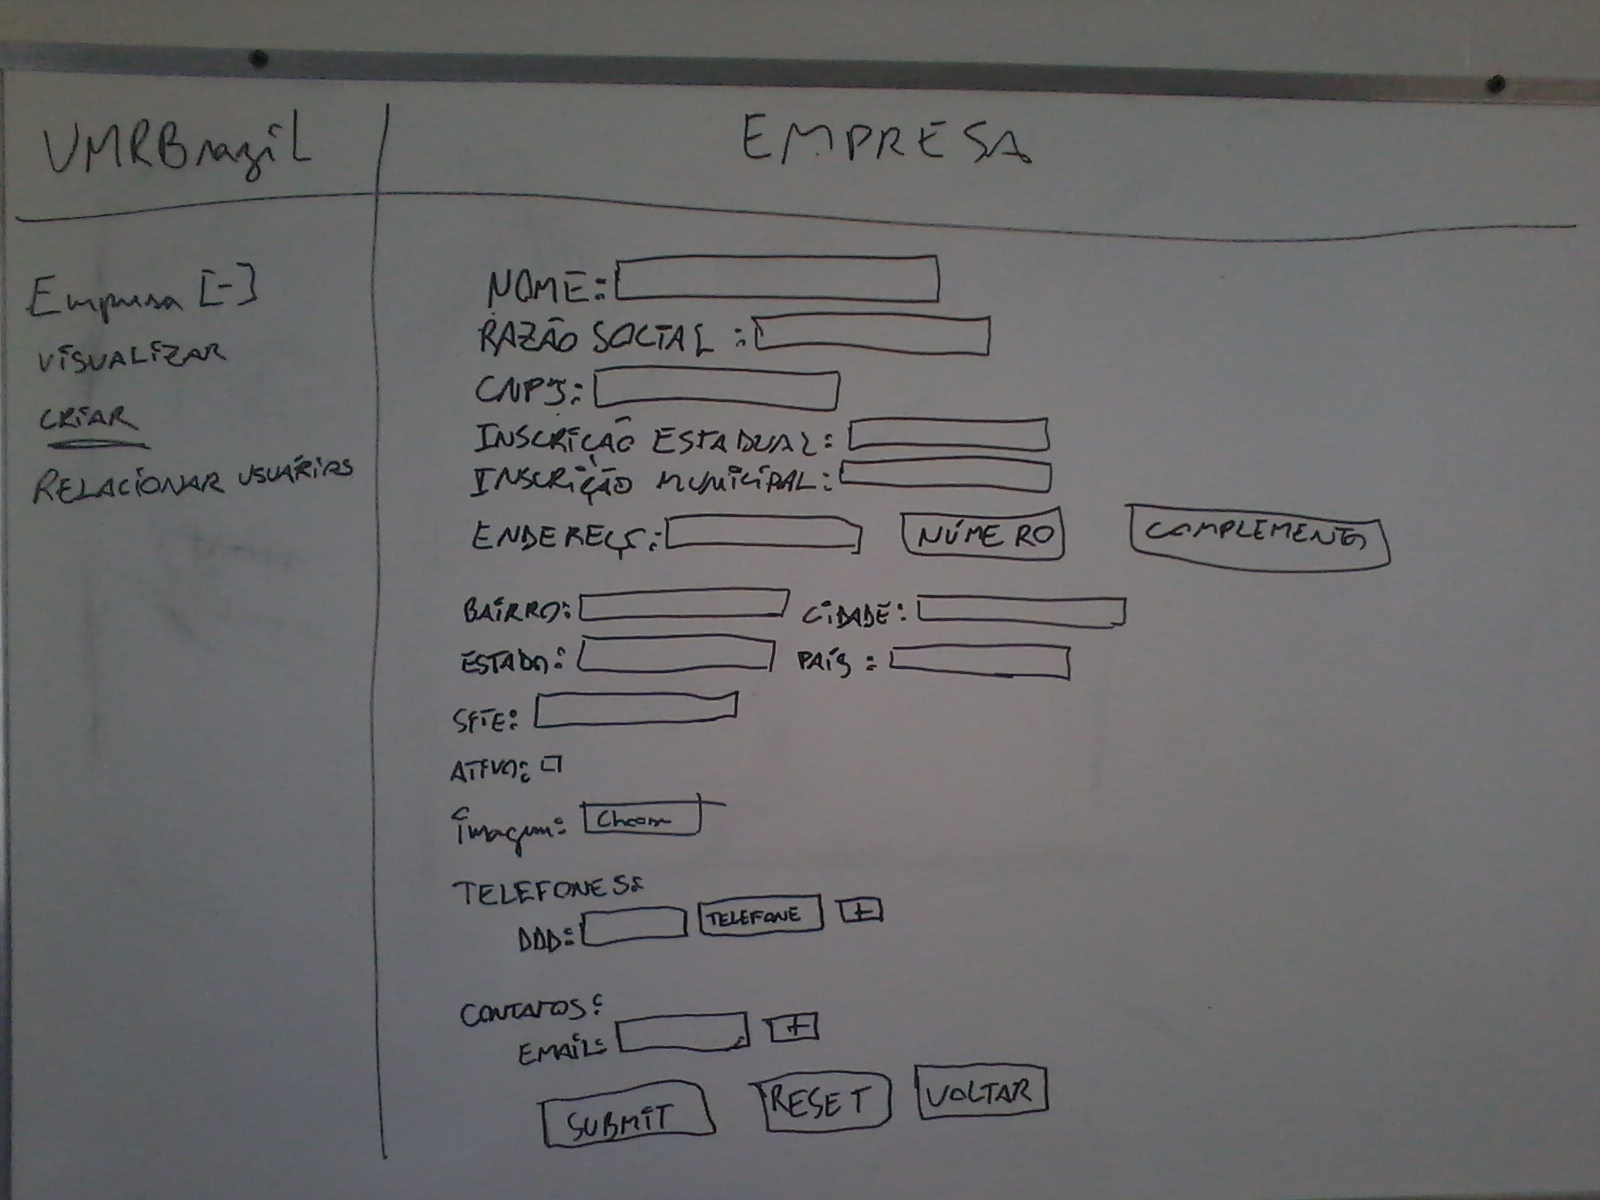 VMRBrazil
EMPRESA
Empresa [-]
VISUALIZAR
CRIAR
RELACIONAR USUÁRIOS
NOME:
RAZÃO SOCIAL :
CNPJ:
INSCRIÇÃO ESTADUAL:
INSCRIÇÃO MUNICIPAL:
ENDEREÇO: NÚMERO COMPLEMENTO
BAIRRO: CIDADE:
ESTADO: PAÍS :
SITE:
ATIVO:
imagem: Choose
TELEFONES:
DDD: TELEFONE +
CONTATOS:
EMAIL: +
SUBMIT RESET VOLTAR